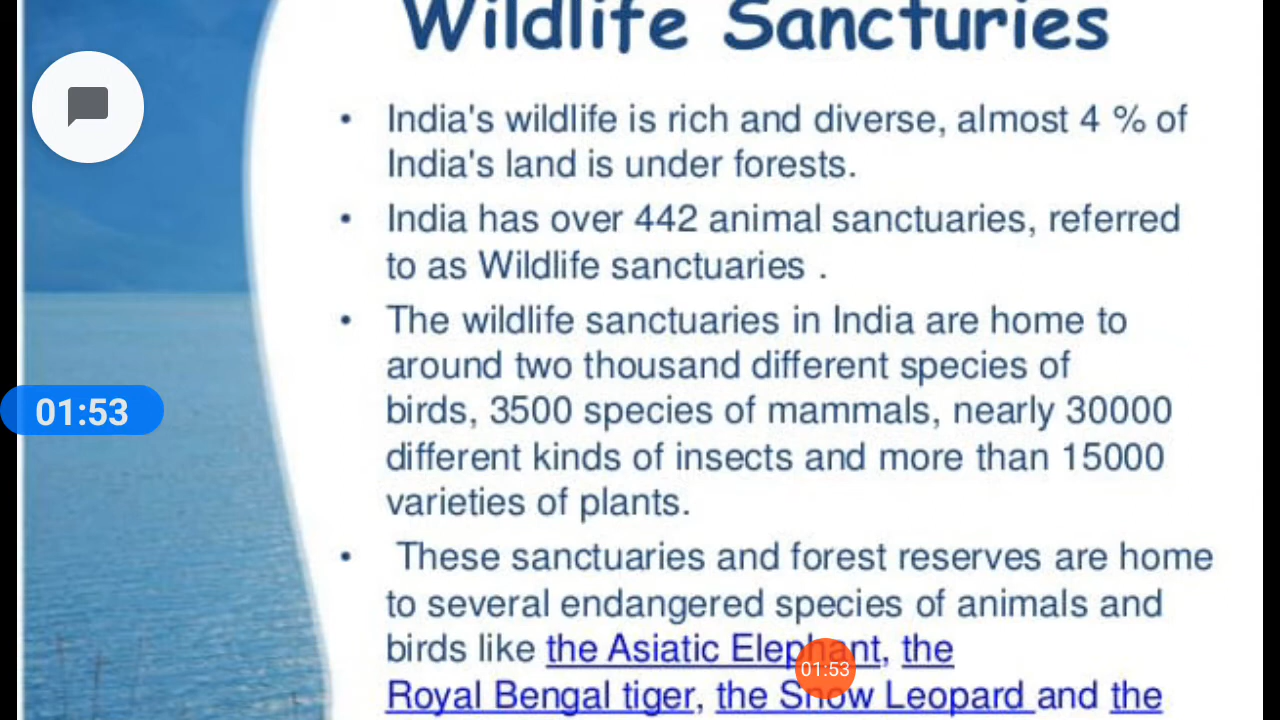 Wildlife Sancturies
• India's wildlife is rich and diverse, almost 4 % of
India's land is under forests.
• India has over 442 animal sanctuaries, referred
to as Wildlife sanctuaries .
01:53
• The wildlife sanctuaries in India are home to
around two thousand different species of
birds, 3500 species of mammals, nearly 30000
different kinds of insects and more than 15000
varieties of plants.
• These sanctuaries and forest reserves are home
to several endangered species of animals and
birds like the Asiatic Elephant, the
01:53
Royal Bengal tiger, the Snow Leopard and the